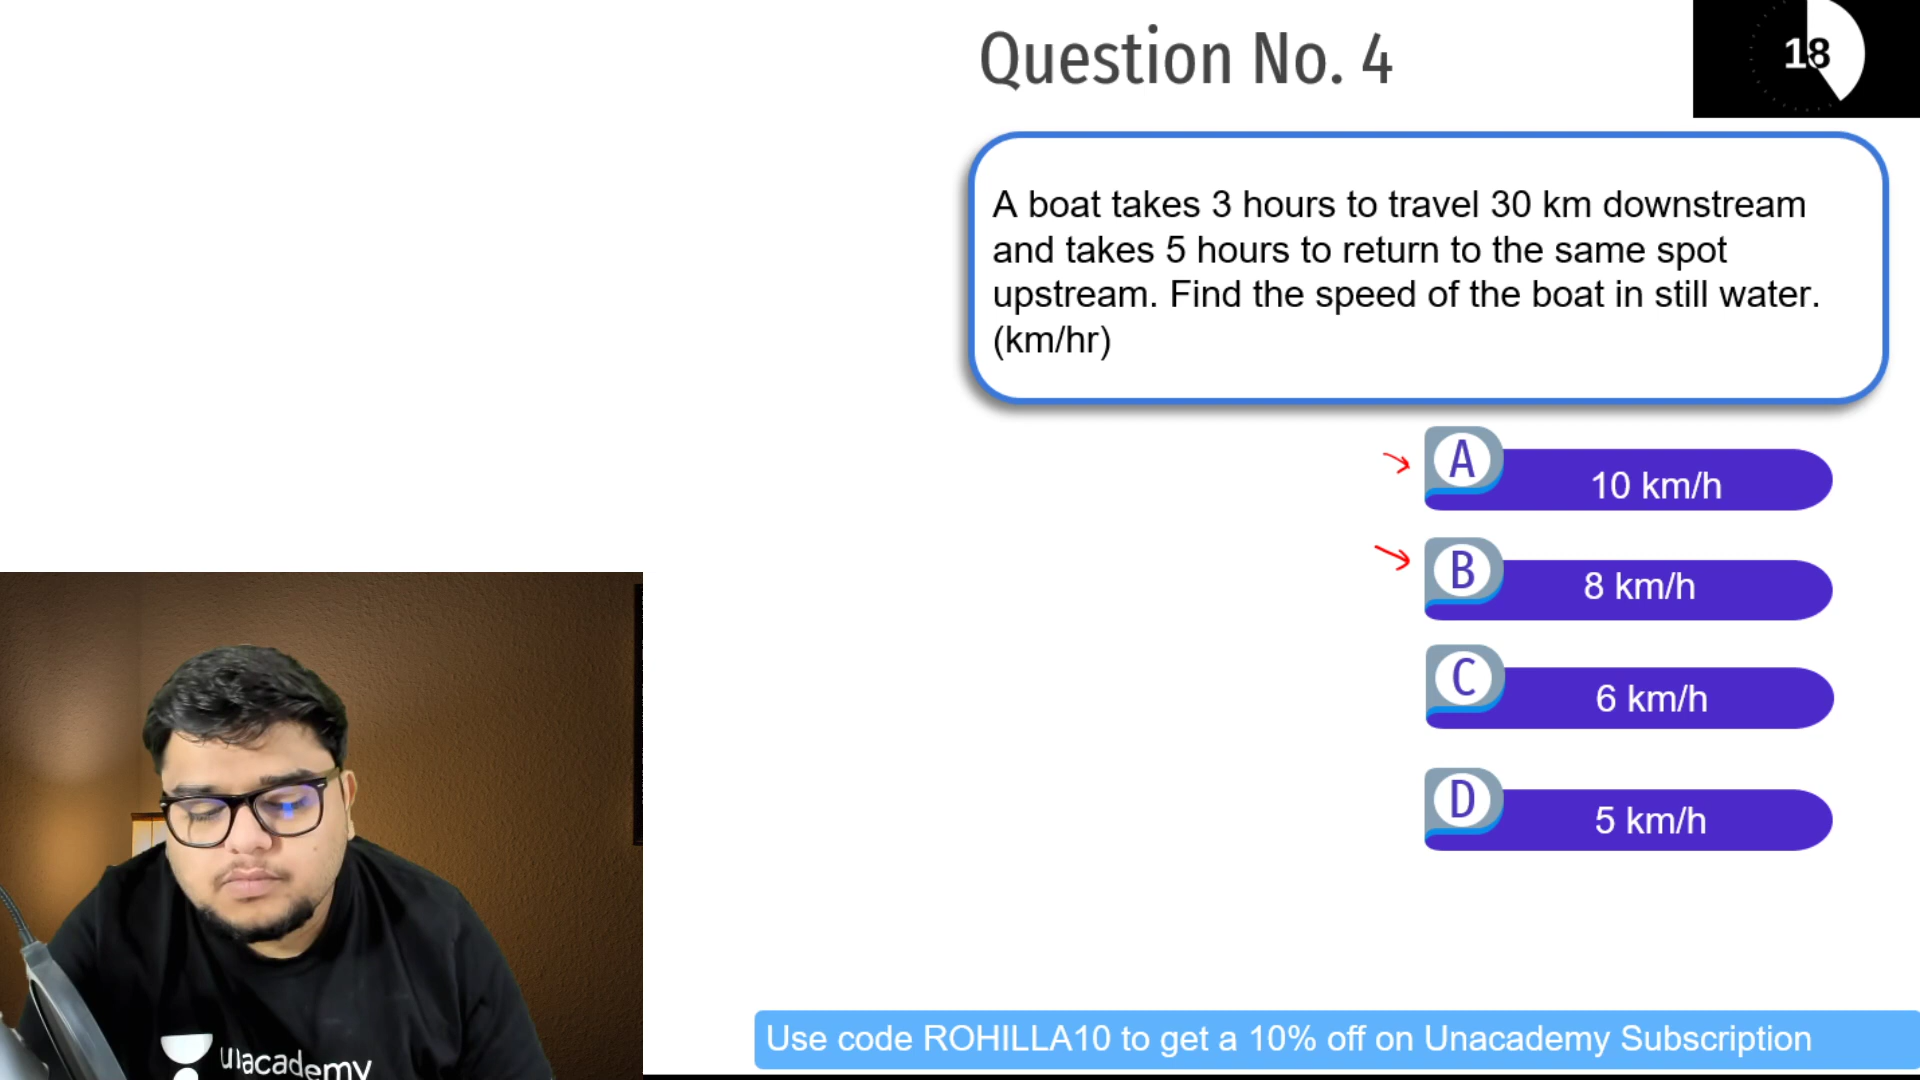 Question No. 4
18
A boat takes 3 hours to travel 30 km downstream
and takes 5 hours to return to the same spot
upstream. Find the speed of the boat in still water.
(km/hr)
A
10 km/h
B
8 km/h
C
6 km/h
D
5 km/h
unacademy
Use code ROHILLA10 to get a 10% off on Unacademy Subscription